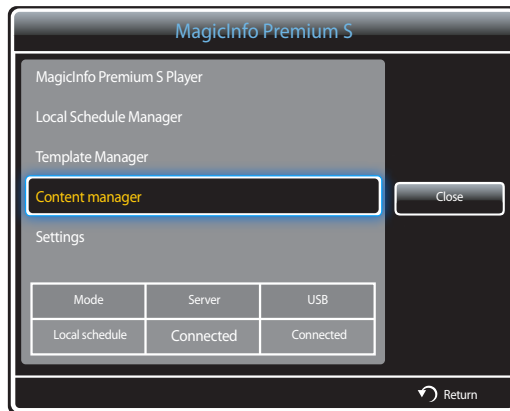 MagicInfo Premium S
MagicInfo Premium S Player
Local Schedule Manager
Template Manager
Content manager
Close
Settings
Mode Server USB
Local schedule Connected Connected
Return